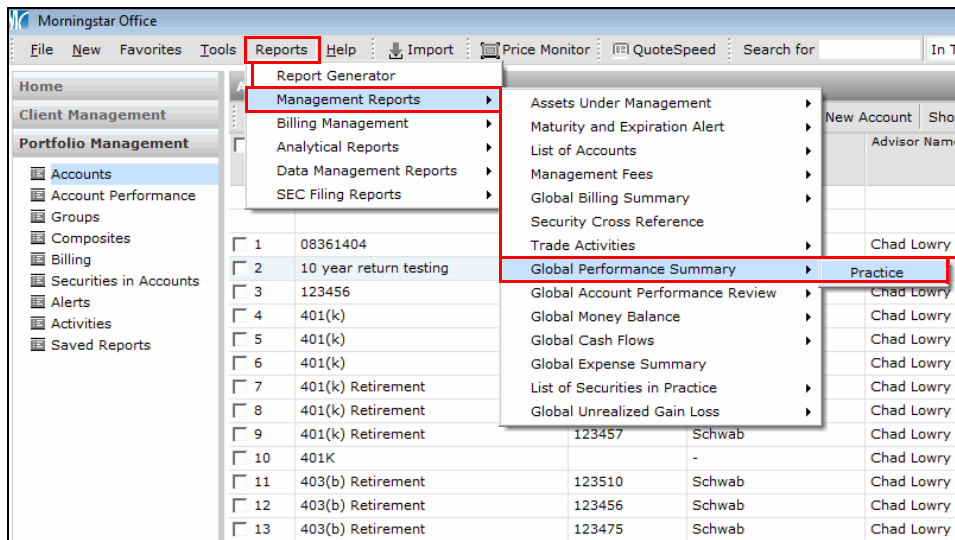 Morningstar Office
File New Favorites Tools Reports Help Import Price Monitor QuoteSpeed Search for In
Home
Client Management
Portfolio Management
Accounts
Account Performance
Groups
Composites
Billing
Securities in Accounts
Alerts
Activities
Saved Reports
Report Generator
Management Reports
Billing Management
Analytical Reports
Data Management Reports
SEC Filing Reports
Assets Under Management
Maturity and Expiration Alert
List of Accounts
Management Fees
Global Billing Summary
Security Cross Reference
Trade Activities
Global Performance Summary
Global Account Performance Review
Global Money Balance
Global Cash Flows
Global Expense Summary
List of Securities in Practice
Global Unrealized Gain Loss
Practice
New Account Sho
Advisor Nam
1 08361404 Chad Lowry
2 10 year return testing
3 123456 Chad Lowry
4 401(k) Chad Lowry
5 401(k) Chad Lowry
6 401(k) Chad Lowry
7 401(k) Retirement Chad Lowry
8 401(k) Retirement Chad Lowry
9 401(k) Retirement 123457 Schwab Chad Lowry
10 401K - Chad Lowry
11 403(b) Retirement 123510 Schwab Chad Lowry
12 403(b) Retirement 123456 Schwab Chad Lowry
13 403(b) Retirement 123475 Schwab Chad Lowry